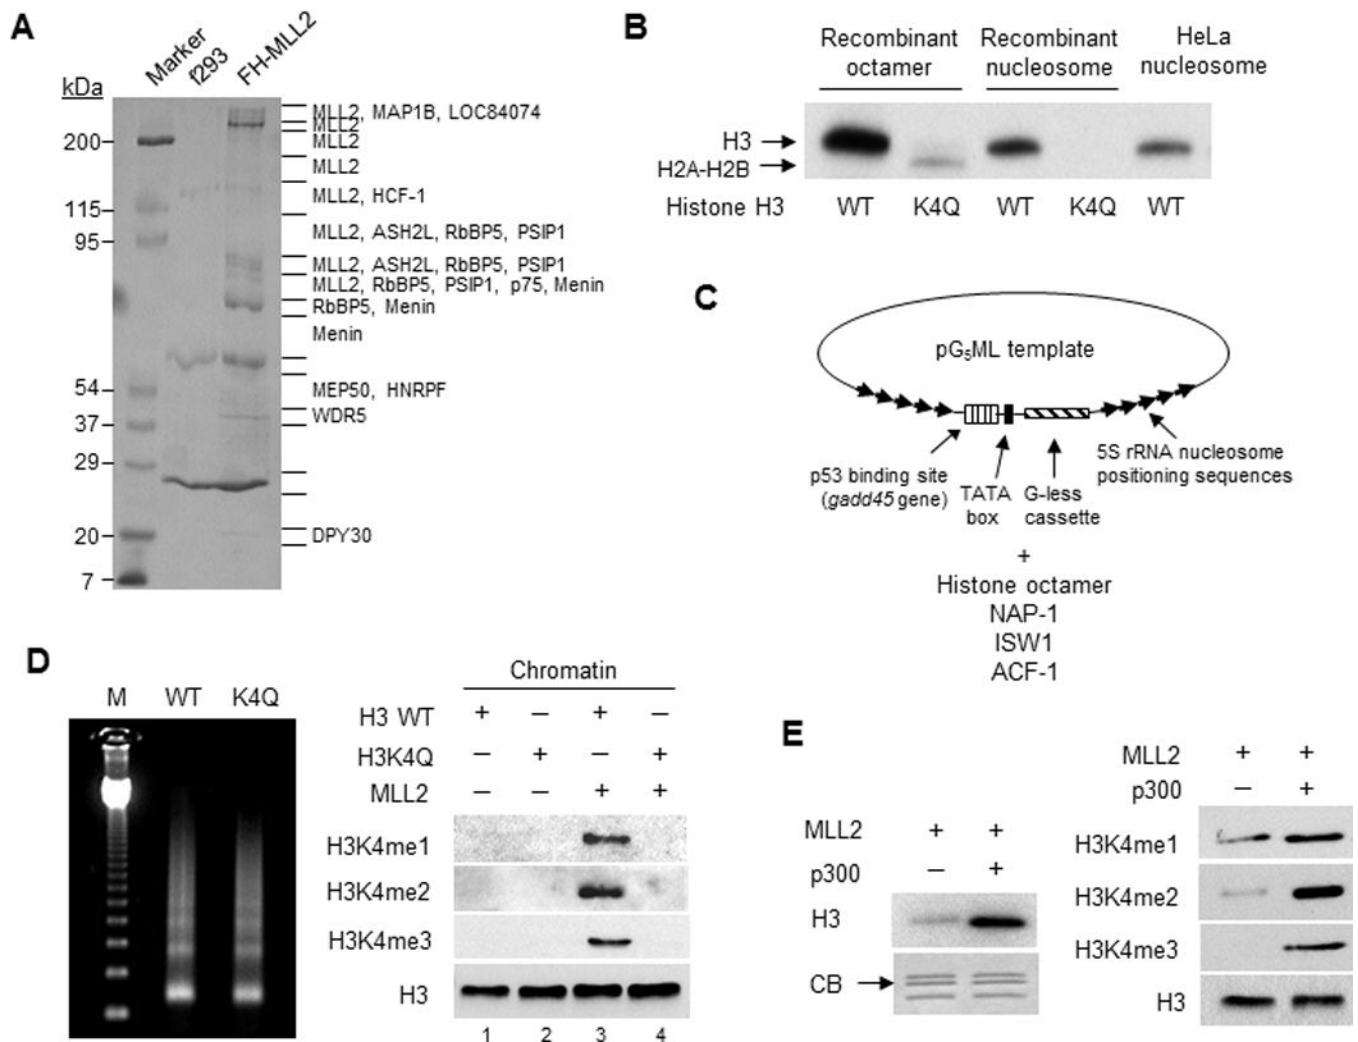 A
kDa
Marker
f293
FH-MLL2
200
115
95
54
37
29
20
7
MLL2, MAP1B, LOC84074
MLL2
MLL2
MLL2
MLL2, HCF-1
MLL2, ASH2L, RbBP5, PSIP1
MLL2, ASH2L, RbBP5, PSIP1
MLL2, RbBP5, PSIP1, p75, Menin
RbBP5, Menin
Menin
MEP50, HNRPF
WDR5
DPY30
B
Recombinant octamer
Recombinant nucleosome
HeLa nucleosome
H3
H2A-H2B
Histone H3 WT K4Q WT K4Q WT
C
pG₅ML template
p53 binding site
(gadd45 gene)
TATA
box
G-less
cassette
5S rRNA nucleosome
positioning sequences
+
Histone octamer
NAP-1
ISW1
ACF-1
D
M WT K4Q
Chromatin
H3 WT + – + –
H3K4Q – + – +
MLL2 – – + +
H3K4me1
H3K4me2
H3K4me3
H3
1 2 3 4
E
MLL2 + +
p300 – +
H3
CB
MLL2 + +
p300 – +
H3K4me1
H3K4me2
H3K4me3
H3